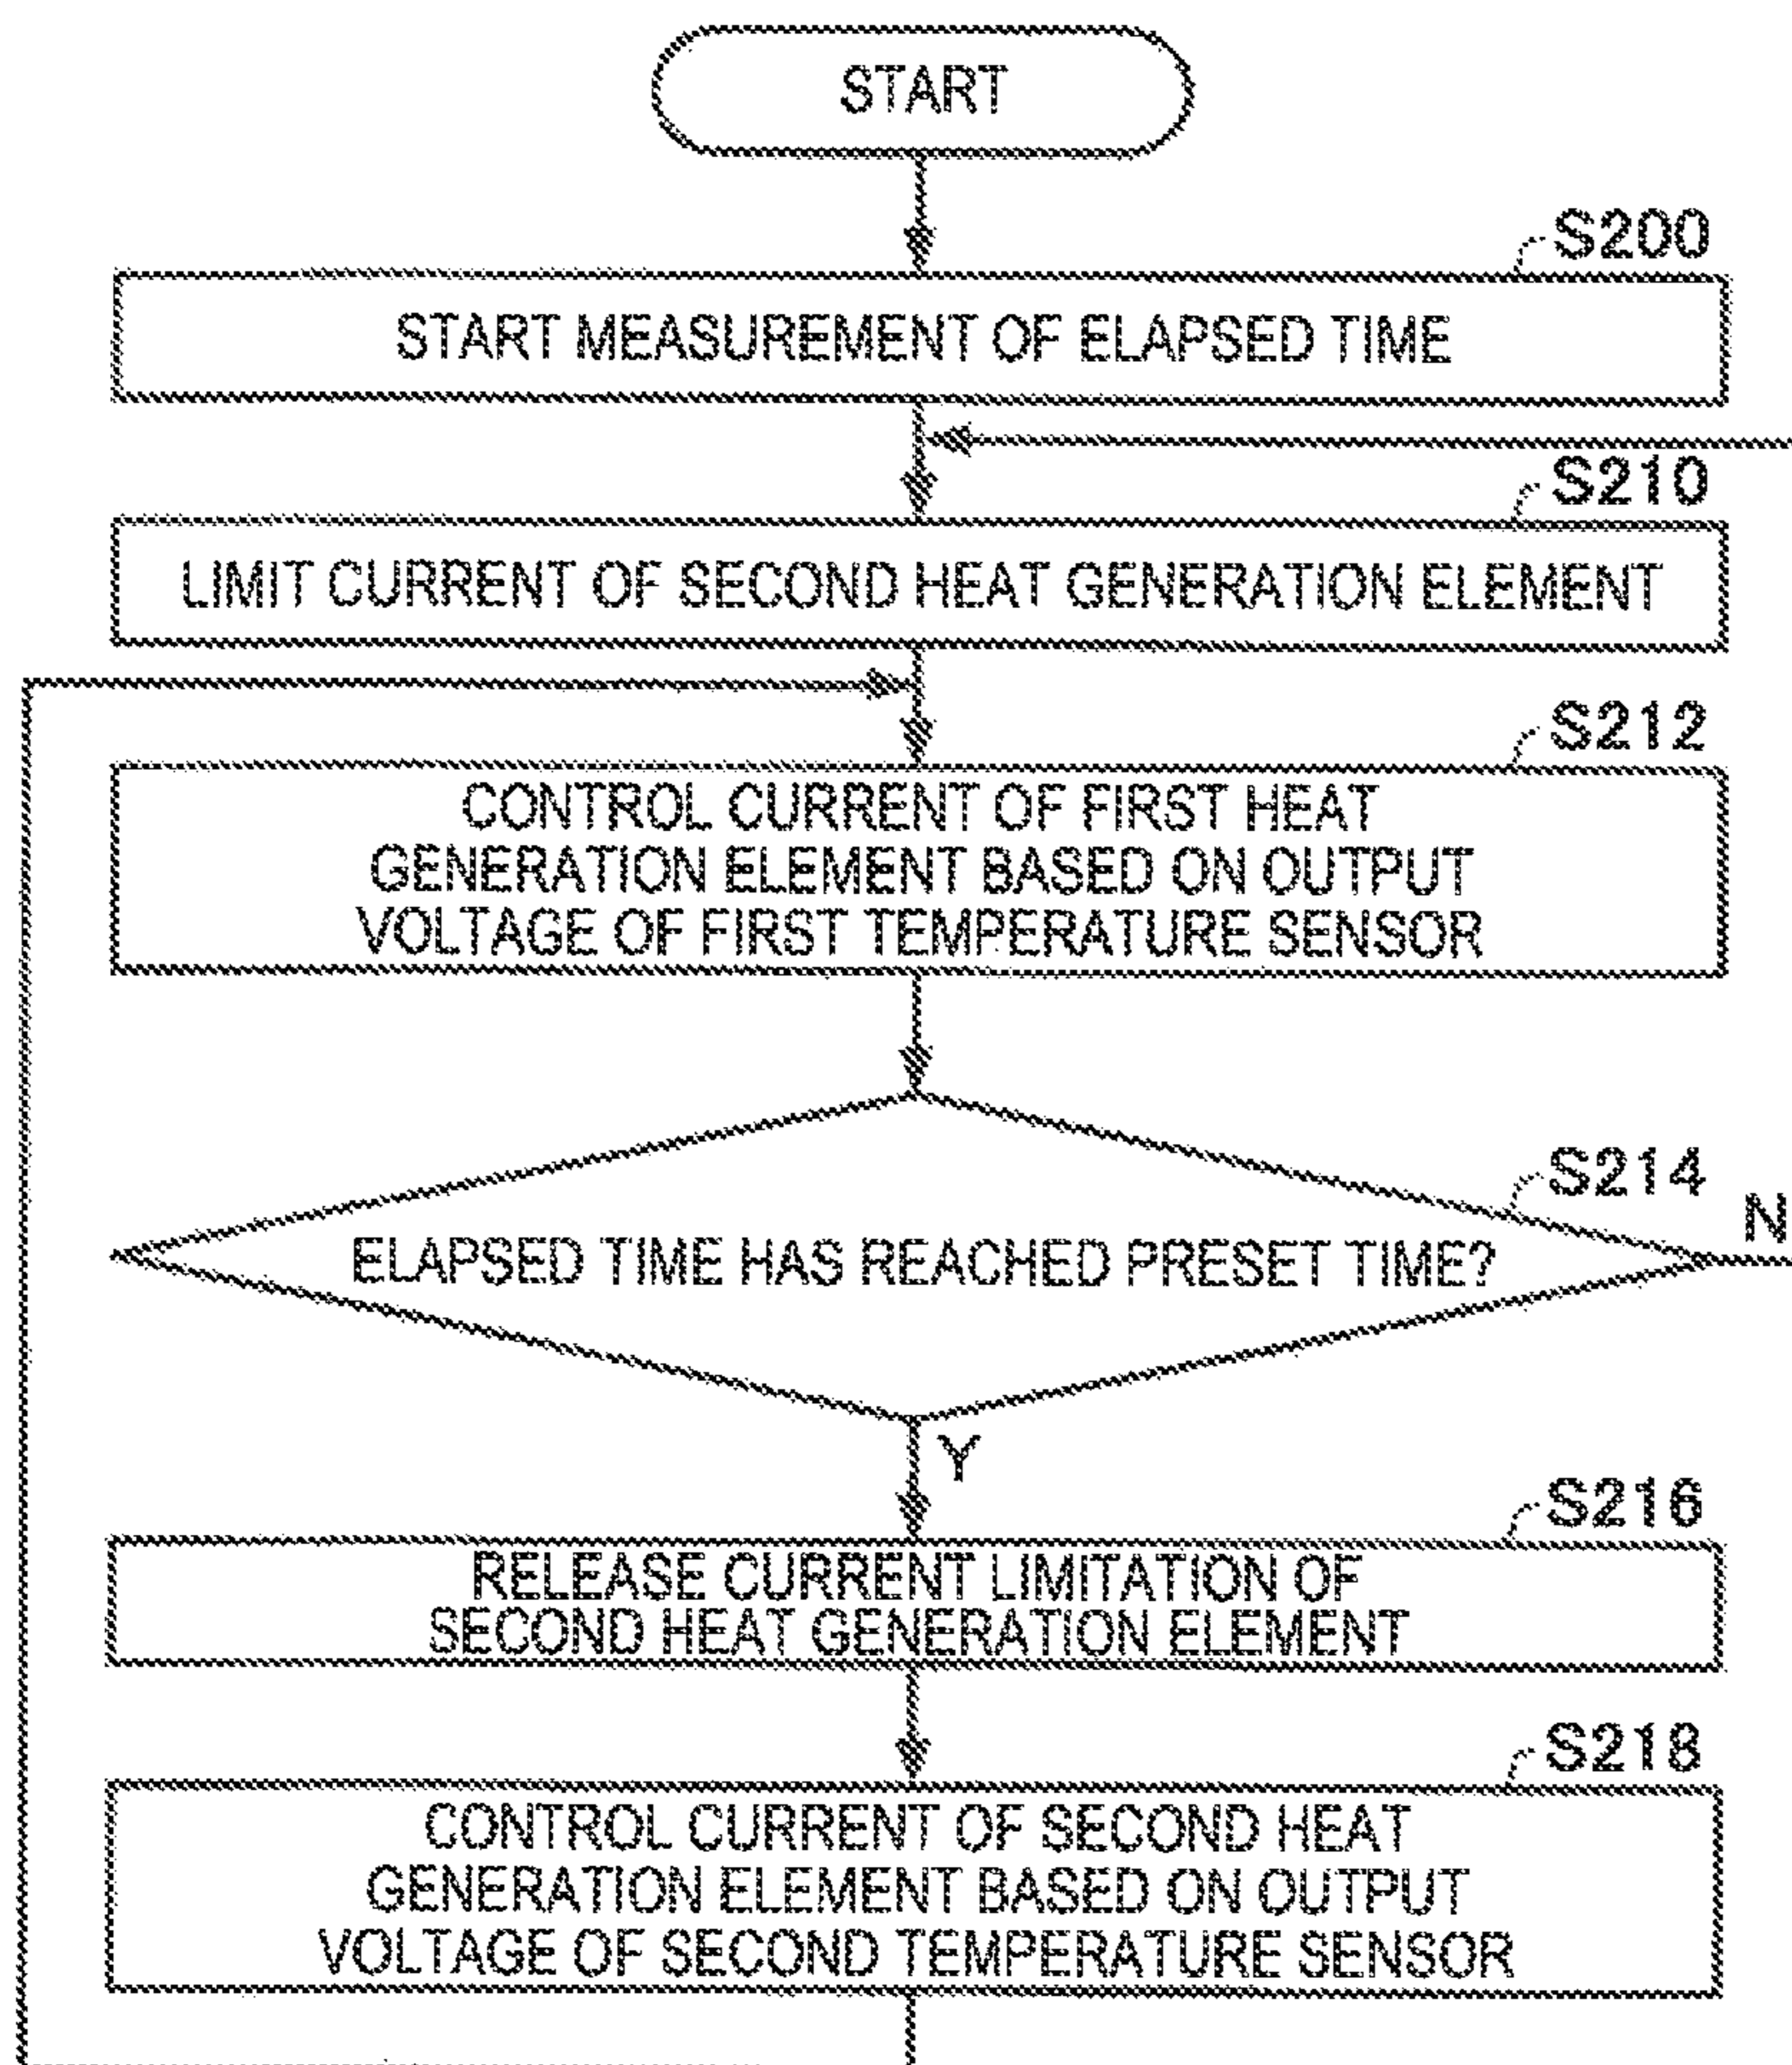 START
S200
START MEASUREMENT OF ELAPSED TIME
S210
LIMIT CURRENT OF SECOND HEAT GENERATION ELEMENT
S212
CONTROL CURRENT OF FIRST HEAT
GENERATION ELEMENT BASED ON OUTPUT
VOLTAGE OF FIRST TEMPERATURE SENSOR
S214
N
ELAPSED TIME HAS REACHED PRESET TIME?
Y
S216
RELEASE CURRENT LIMITATION OF
SECOND HEAT GENERATION ELEMENT
S218
CONTROL CURRENT OF SECOND HEAT
GENERATION ELEMENT BASED ON OUTPUT
VOLTAGE OF SECOND TEMPERATURE SENSOR